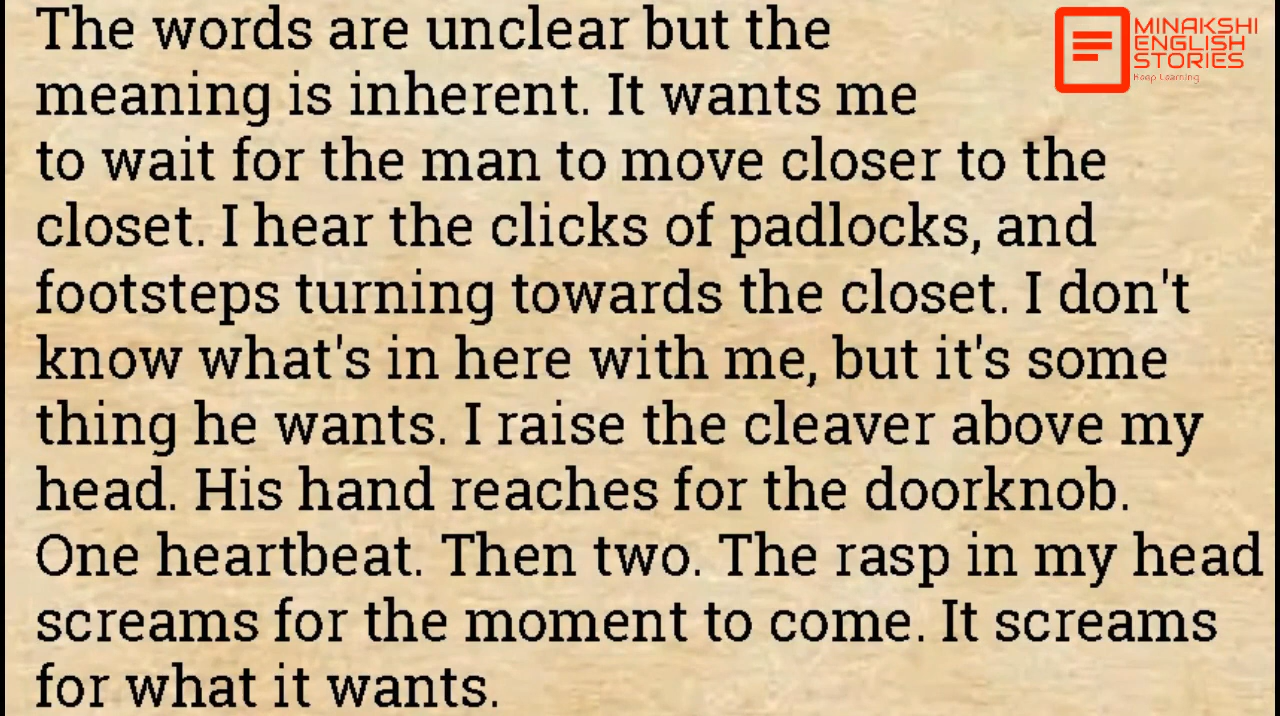 The words are unclear but the
meaning is inherent. It wants me
to wait for the man to move closer to the
closet. I hear the clicks of padlocks, and
footsteps turning towards the closet. I don't
know what's in here with me, but it's some
thing he wants. I raise the cleaver above my
head. His hand reaches for the doorknob.
One heartbeat. Then two. The rasp in my head
screams for the moment to come. It screams
for what it wants.
MINAKSHI
ENGLISH
STORIES
Keep Learning